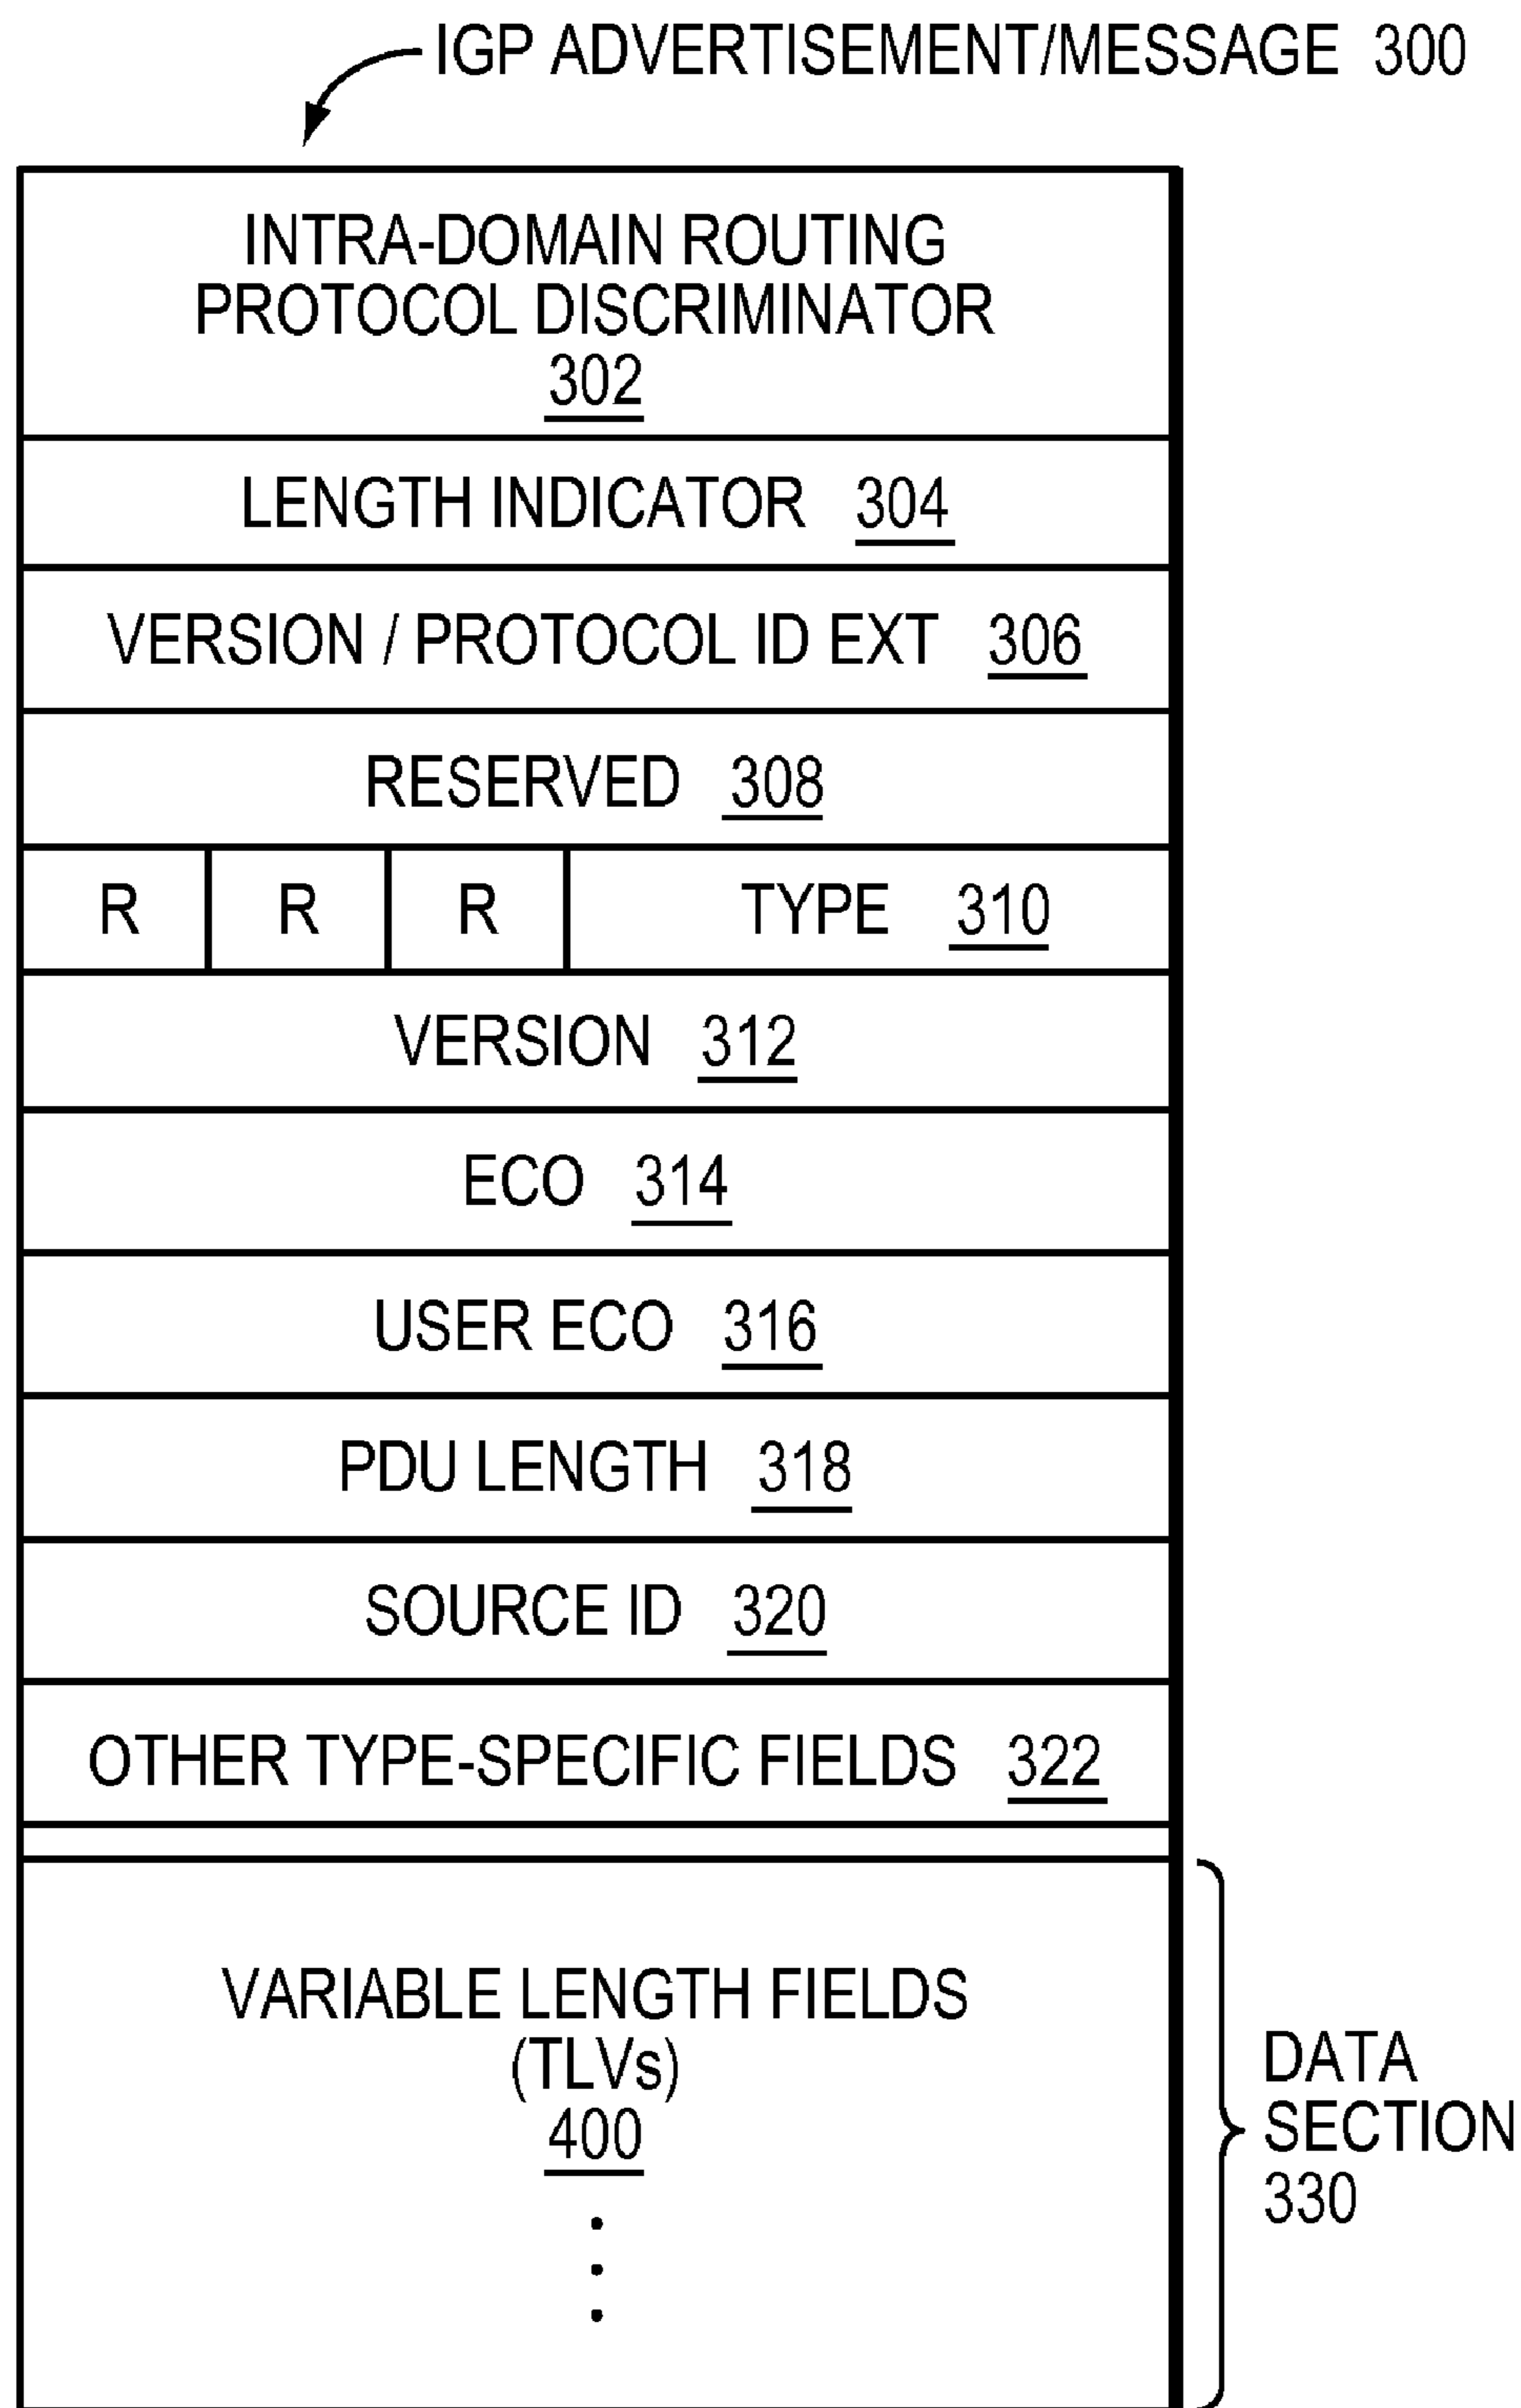 IGP ADVERTISEMENT/MESSAGE 300
INTRA-DOMAIN ROUTING
PROTOCOL DISCRIMINATOR
302
LENGTH INDICATOR 304
VERSION / PROTOCOL ID EXT 306
RESERVED 308
R R R TYPE 310
VERSION 312
ECO 314
USER ECO 316
PDU LENGTH 318
SOURCE ID 320
OTHER TYPE-SPECIFIC FIELDS 322
VARIABLE LENGTH FIELDS
(TLVs)
400
DATA
SECTION
330